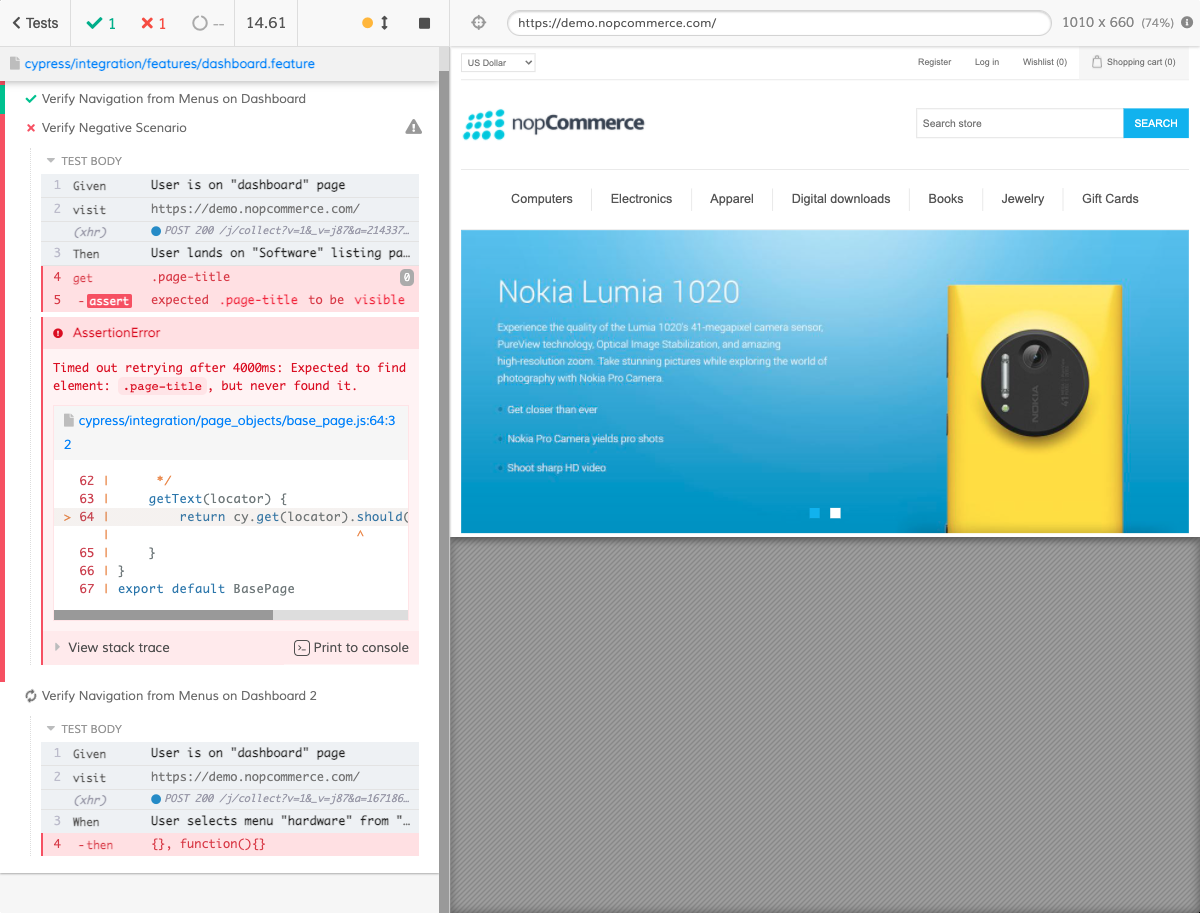 Tests
1
1
--
14.61
https://demo.nopcommerce.com/
1010 x 660 (74%)
cypress/integration/features/dashboard.feature
Verify Navigation from Menus on Dashboard
Verify Negative Scenario
TEST BODY
1 Given User is on "dashboard" page
2 visit https://demo.nopcommerce.com/
(xhr) POST 200 /j/collect?v=1&_v=j87&a=214337…
3 Then User lands on "Software" listing pa…
4 get .page-title 0
5 -assert expected .page-title to be visible
AssertionError
Timed out retrying after 4000ms: Expected to find
element: .page-title, but never found it.
cypress/integration/page_objects/base_page.js:64:3
2
62 | */
63 | getText(locator) {
> 64 | return cy.get(locator).should(
| ^
65 | }
66 | }
67 | export default BasePage
View stack trace
Print to console
Verify Navigation from Menus on Dashboard 2
TEST BODY
1 Given User is on "dashboard" page
2 visit https://demo.nopcommerce.com/
(xhr) POST 200 /j/collect?v=1&_v=j87&a=167186…
3 When User selects menu "hardware" from "…
4 -then {}, function(){}
US Dollar
Register
Log in
Wishlist (0)
Shopping cart (0)
nopCommerce
Search store
SEARCH
Computers
Electronics
Apparel
Digital downloads
Books
Jewelry
Gift Cards
Nokia Lumia 1020
Experience the quality of the Lumia 1020's 41-megapixel camera sensor,
PureView technology, Optical Image Stabilization, and amazing
high-resolution zoom. Take stunning pictures while exploring the world of
photography with Nokia Pro Camera.
Get closer than ever
Nokia Pro Camera yields pro shots
Shoot sharp HD video
NOKIA